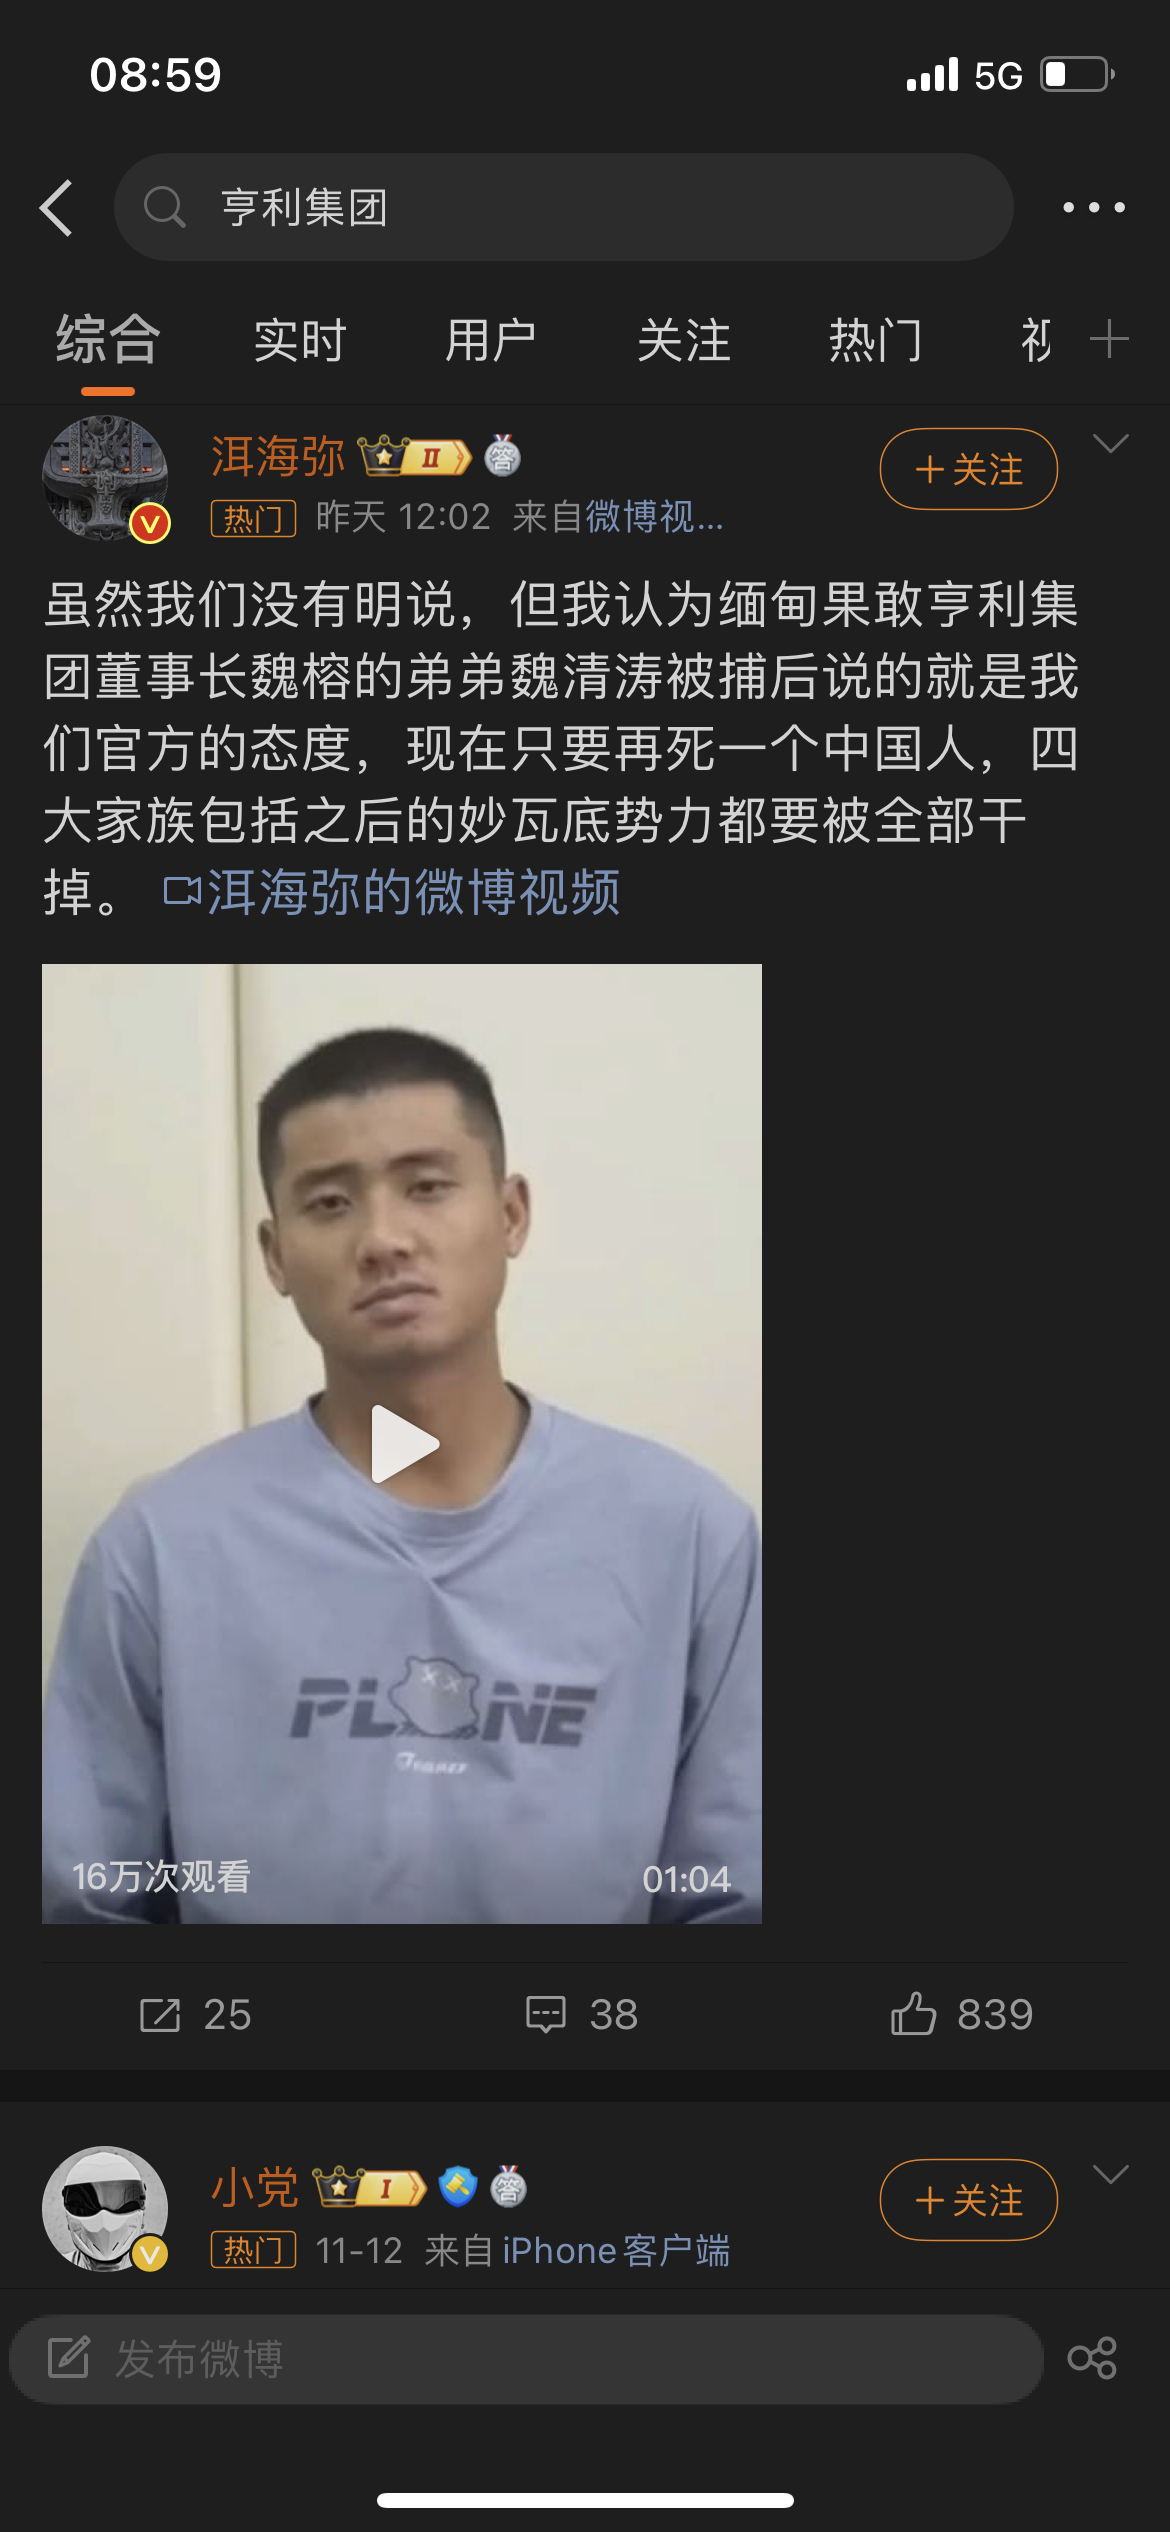 08:59
5G
亨利集团
综合 实时 用户 关注 热门
洱海弥 II 答
+关注
V
热门 昨天 12:02 来自微博视...
虽然我们没有明说，但我认为缅甸果敢亨利集
团董事长魏榕的弟弟魏清涛被捕后说的就是我
们官方的态度，现在只要再死一个中国人，四
大家族包括之后的妙瓦底势力都要被全部干
掉。 洱海弥的微博视频
PLONE
16万次观看 01:04
25 38 839
小党 I 答
+关注
V
热门 11-12 来自 iPhone客户端
发布微博